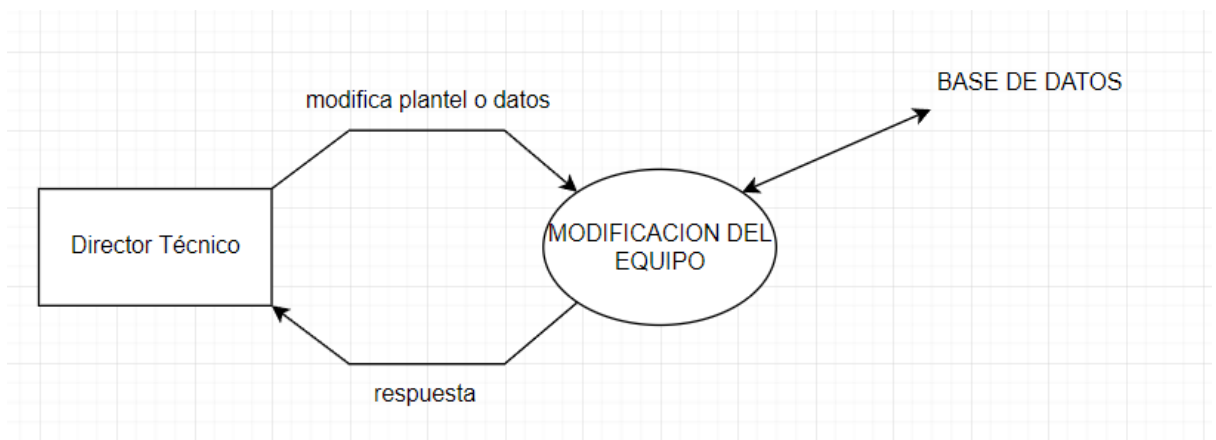 BASE DE DATOS
modifica plantel o datos
Director Técnico
MODIFICACION DEL
EQUIPO
respuesta